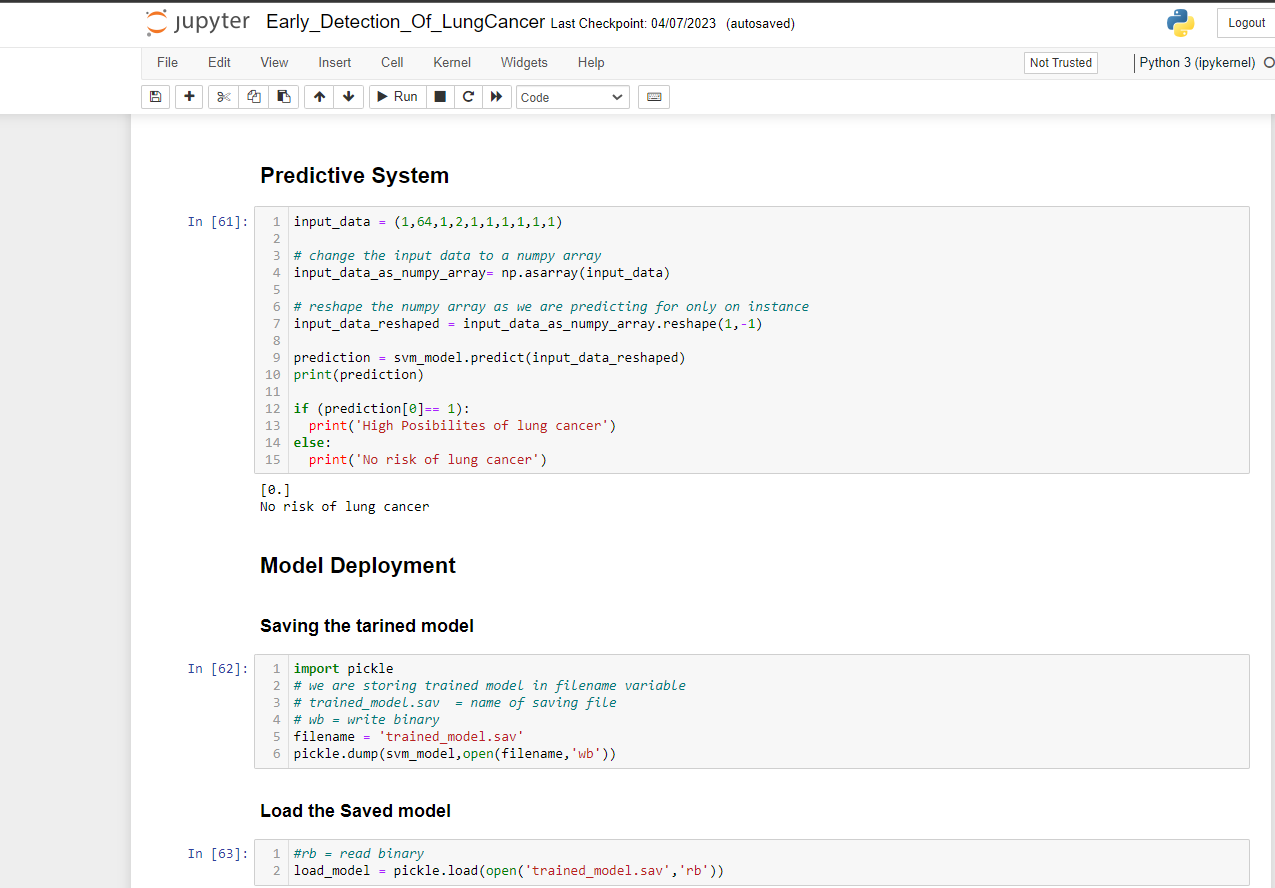 jupyter Early_Detection_Of_LungCancer Last Checkpoint: 04/07/2023 (autosaved) Logout
File Edit View Insert Cell Kernel Widgets Help Not Trusted Python 3 (ipykernel)
Run Code
Predictive System
In [61]:
1 input_data = (1,64,1,2,1,1,1,1,1,1)
2
3 # change the input data to a numpy array
4 input_data_as_numpy_array= np.asarray(input_data)
5
6 # reshape the numpy array as we are predicting for only on instance
7 input_data_reshaped = input_data_as_numpy_array.reshape(1,-1)
8
9 prediction = svm_model.predict(input_data_reshaped)
10 print(prediction)
11
12 if (prediction[0]== 1):
13   print('High Posibilites of lung cancer')
14 else:
15   print('No risk of lung cancer')
[0.]
No risk of lung cancer
Model Deployment
Saving the tarined model
In [62]:
1 import pickle
2 # we are storing trained model in filename variable
3 # trained_model.sav  = name of saving file
4 # wb = write binary
5 filename = 'trained_model.sav'
6 pickle.dump(svm_model,open(filename,'wb'))
Load the Saved model
In [63]:
1 #rb = read binary
2 load_model = pickle.load(open('trained_model.sav','rb'))